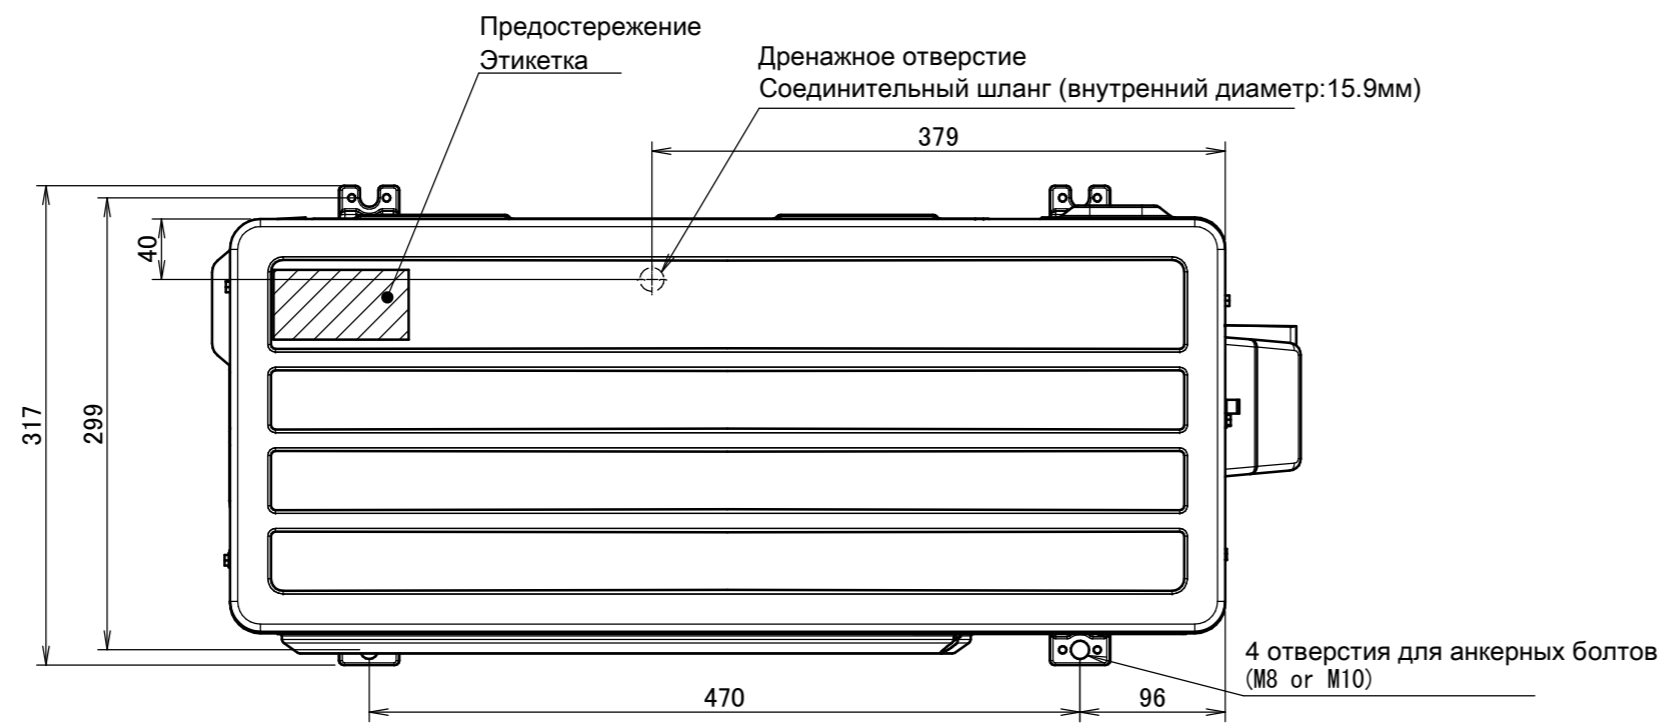 Предостережение
Этикетка
Дренажное отверстие
Соединительный шланг (внутренний диаметр:15.9мм)
379
40
317
299
4 отверстия для анкерных болтов
(M8 or M10)
470
96